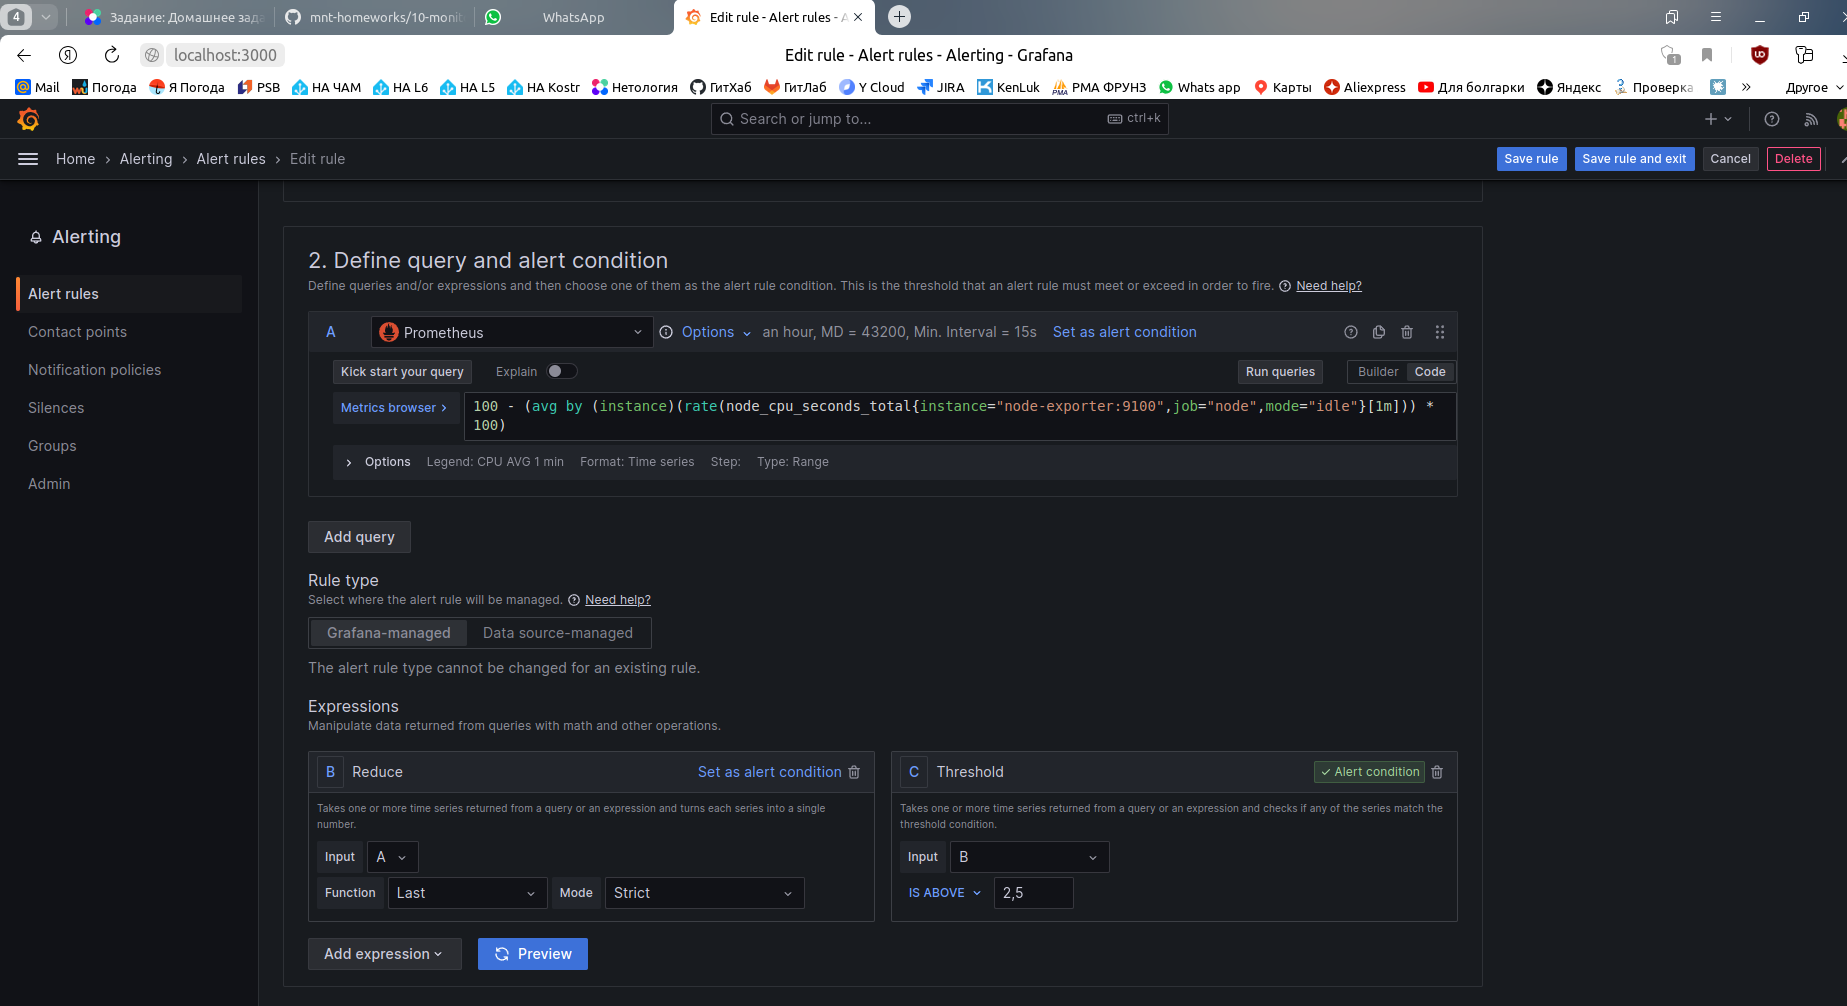 4
Задание: Домашнее зад
mnt-homeworks/10-monit
WhatsApp
Edit rule - Alert rules - A
localhost:3000
Edit rule - Alert rules - Alerting - Grafana
1
Mail Погода Я Погода PSB HA ЧАМ HA L6 HA L5 HA Kostr Нетология ГитХаб ГитЛаб Y Cloud JIRA KenLuk РМА ФРУНЗ Whats app Карты Aliexpress Для болгарки Яндекс Проверка » Другое
Search or jump to...
ctrl+k
Home › Alerting › Alert rules › Edit rule
Save rule
Save rule and exit
Cancel
Delete
Alerting
Alert rules
Contact points
Notification policies
Silences
Groups
Admin
2. Define query and alert condition
Define queries and/or expressions and then choose one of them as the alert rule condition. This is the threshold that an alert rule must meet or exceed in order to fire. Need help?
A Prometheus Options an hour, MD = 43200, Min. Interval = 15s Set as alert condition
Kick start your query Explain Run queries Builder Code
Metrics browser >
100 - (avg by (instance)(rate(node_cpu_seconds_total{instance="node-exporter:9100",job="node",mode="idle"}[1m])) *
100)
Options Legend: CPU AVG 1 min Format: Time series Step: Type: Range
Add query
Rule type
Select where the alert rule will be managed. Need help?
Grafana-managed Data source-managed
The alert rule type cannot be changed for an existing rule.
Expressions
Manipulate data returned from queries with math and other operations.
B Reduce Set as alert condition
Takes one or more time series returned from a query or an expression and turns each series into a single
number.
Input A
Function Last Mode Strict
C Threshold Alert condition
Takes one or more time series returned from a query or an expression and checks if any of the series match the
threshold condition.
Input B
IS ABOVE 2,5
Add expression
Preview